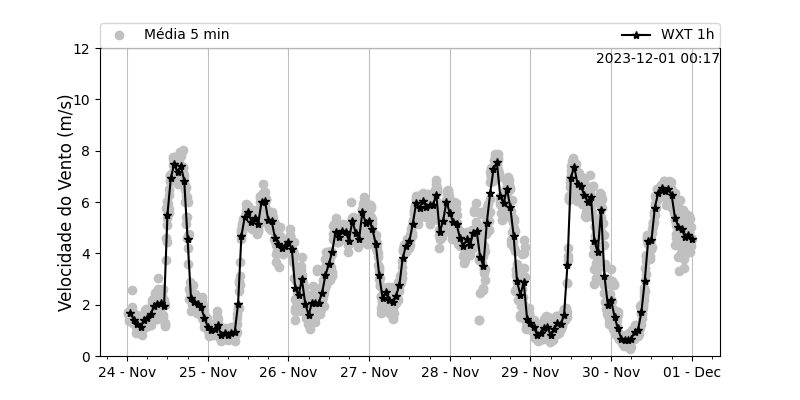 Média 5 min
WXT 1h
2023-12-01 00:17
Velocidade do Vento (m/s)
12
10
8
6
4
2
0
24 - Nov 25 - Nov 26 - Nov 27 - Nov 28 - Nov 29 - Nov 30 - Nov 01 - Dec